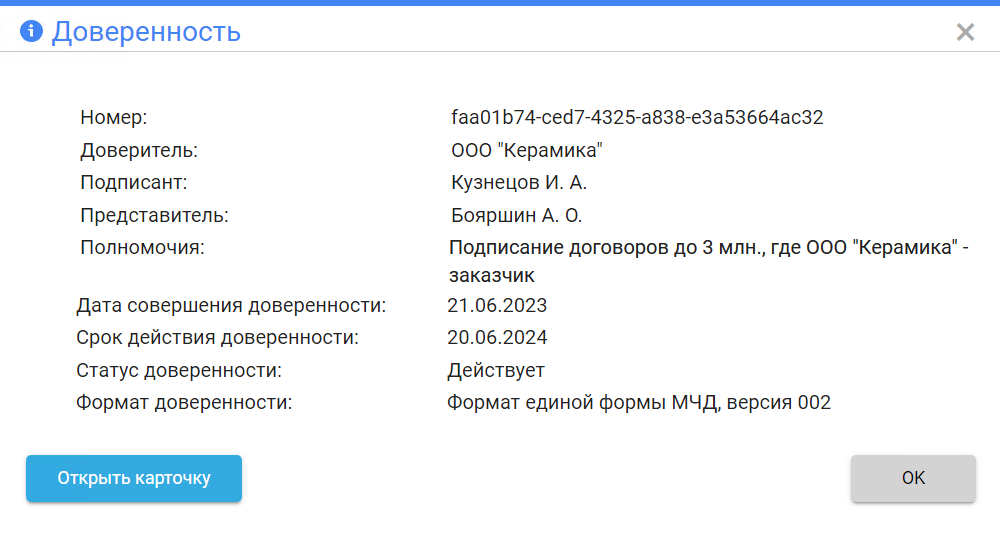 Доверенность
Номер: faa01b74-ced7-4325-a838-e3a53664ac32
Доверитель: ООО "Керамика"
Подписант: Кузнецов И. А.
Представитель: Бояршин А. О.
Полномочия: Подписание договоров до 3 млн., где ООО "Керамика" -
заказчик
Дата совершения доверенности: 21.06.2023
Срок действия доверенности: 20.06.2024
Статус доверенности: Действует
Формат доверенности: Формат единой формы МЧД, версия 002
Открыть карточку OK